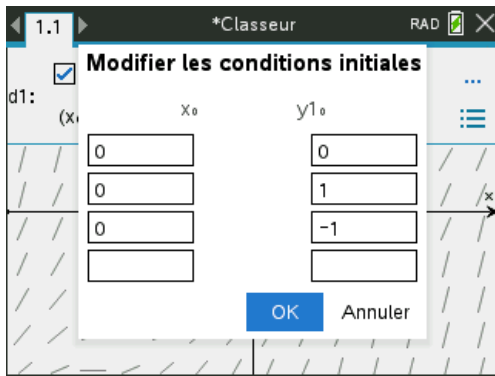 1.1 *Classeur RAD
Modifier les conditions initiales
...
d1:
(x
x₀ y1₀
0 0
0 1
x
0 -1
OK Annuler